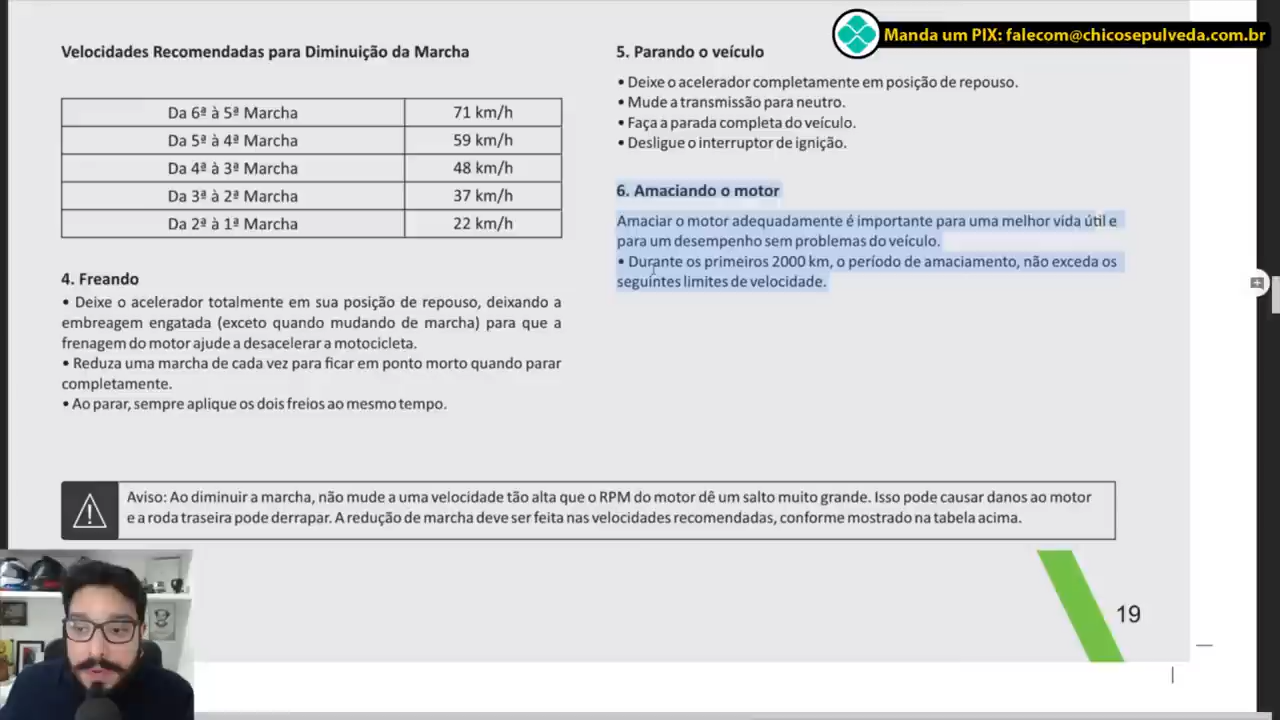 Manda um PIX: falecom@chicosepulveda.com.br
Velocidades Recomendadas para Diminuição da Marcha
Da 6ª à 5ª Marcha 71 km/h
Da 5ª à 4ª Marcha 59 km/h
Da 4ª à 3ª Marcha 48 km/h
Da 3ª à 2ª Marcha 37 km/h
Da 2ª à 1ª Marcha 22 km/h
4. Freando
• Deixe o acelerador totalmente em sua posição de repouso, deixando a
embreagem engatada (exceto quando mudando de marcha) para que a
frenagem do motor ajude a desacelerar a motocicleta.
• Reduza uma marcha de cada vez para ficar em ponto morto quando parar
completamente.
• Ao parar, sempre aplique os dois freios ao mesmo tempo.
5. Parando o veículo
• Deixe o acelerador completamente em posição de repouso.
• Mude a transmissão para neutro.
• Faça a parada completa do veículo.
• Desligue o interruptor de ignição.
6. Amaciando o motor
Amaciar o motor adequadamente é importante para uma melhor vida útil e
para um desempenho sem problemas do veículo.
• Durante os primeiros 2000 km, o período de amaciamento, não exceda os
seguintes limites de velocidade.
Aviso: Ao diminuir a marcha, não mude a uma velocidade tão alta que o RPM do motor dê um salto muito grande. Isso pode causar danos ao motor
e a roda traseira pode derrapar. A redução de marcha deve ser feita nas velocidades recomendadas, conforme mostrado na tabela acima.
19